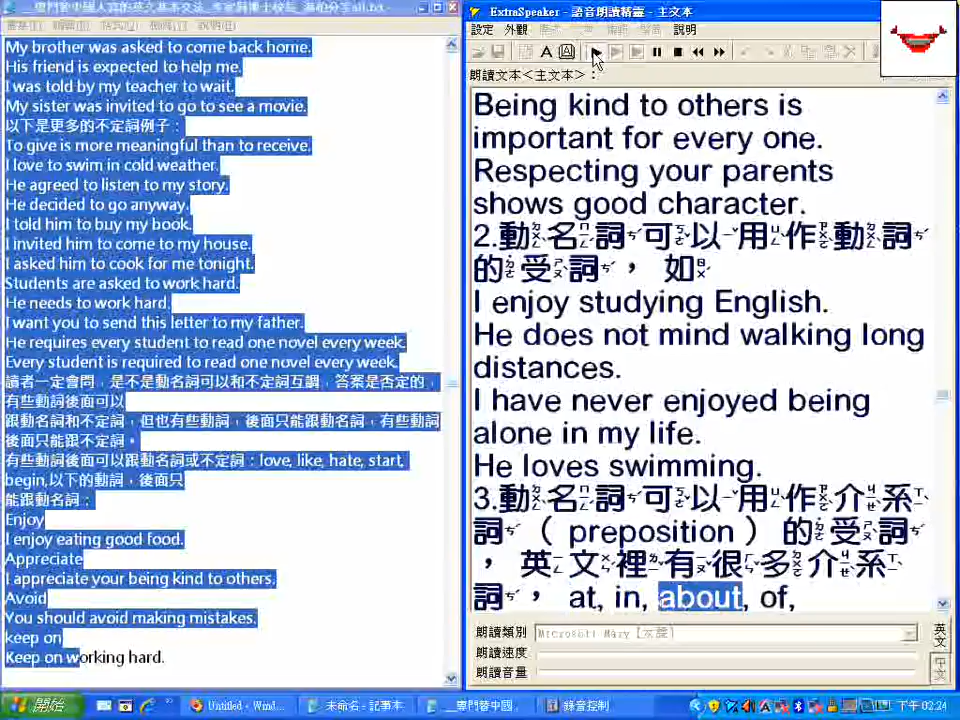 My brother was asked to come back home.
His friend is expected to help me.
I was told by my teacher to wait.
My sister was invited to go to see a movie.
以下是更多的不定詞例子：
To give is more meaningful than to receive.
I love to swim in cold weather.
He agreed to listen to my story.
He decided to go anyway.
I told him to buy my book.
I invited him to come to my house.
I asked him to cook for me tonight.
Students are asked to work hard.
He needs to work hard.
I want you to send this letter to my father.
He requires every student to read one novel every week.
Every student is required to read one novel every week.
讀者一定會問，是不是動名詞可以和不定詞互調，答案是否定的，
有些動詞後面可以
跟動名詞和不定詞，但也有些動詞，後面只能跟動名詞，有些動詞
後面只能跟不定詞。
有些動詞後面可以跟動名詞或不定詞：love, like, hate, start,
begin,以下的動詞，後面只
能跟動名詞：
Enjoy
I enjoy eating good food.
Appreciate
I appreciate your being kind to others.
Avoid
You should avoid making mistakes.
keep on
Keep on working hard.
ExtraSpeaker - 語音朗讀精靈 - 主文本
設定 外觀 說明
朗讀文本<主文本>：
Being kind to others is
important for every one.
Respecting your parents
shows good character.
2.動名詞可以用作動詞
的受詞， 如
I enjoy studying English.
He does not mind walking long
distances.
I have never enjoyed being
alone in my life.
He loves swimming.
3.動名詞可以用作介系
詞（ preposition ）的受詞
， 英文裡有很多介系
詞， at, in, about, of,
朗讀類別 Microsoft Mary
英文
朗讀速度
中文
朗讀音量
開始 Untitled - Wind... 未命名 - 記事本 __專門替中國... 錄音控制 下午 02:24